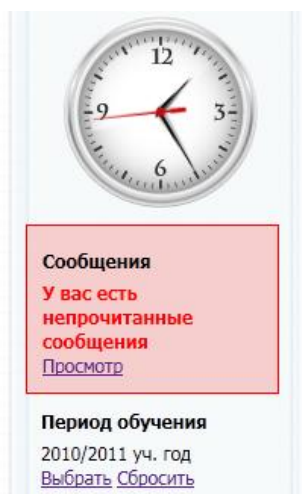 12
9
3
6
Сообщения
У вас есть
непрочитанные
сообщения
Просмотр
Период обучения
2010/2011 уч. год
Выбрать Сбросить